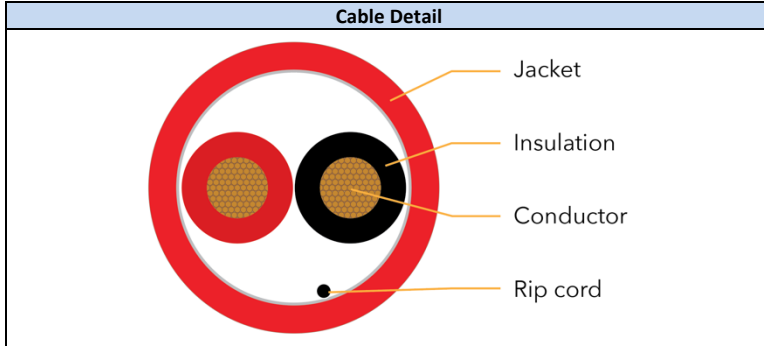 Cable Detail
Jacket
Insulation
Conductor
Rip cord